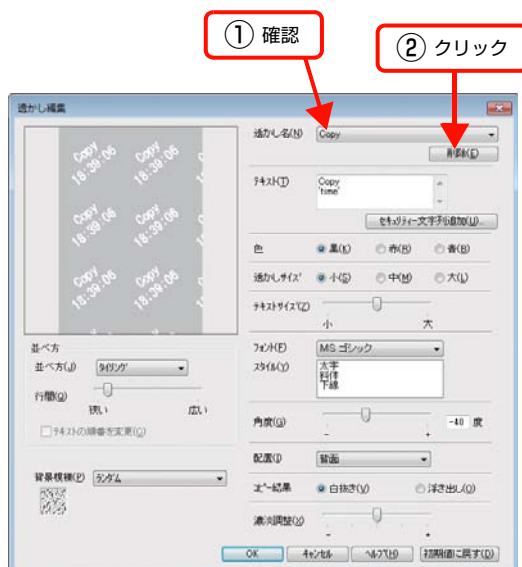 ① 確認
② クリック
透かし編集
Copy
18:39:06
Copy
18:39:06
Copy
18:39:06
Copy
18:39:06
Copy
18:39:06
Copy
18:39:06
透かし名(N) Copy
削除(E)
テキスト(T) Copy
'time'
セキュリティー文字列追加(U)...
色 黒(K) 赤(R) 青(B)
透かしサイズ 小(S) 中(M) 大(L)
テキストサイズ(Z)
小 大
並べ方
並べ方(J) タイリング
行間(Q)
狭い 広い
テキストの順番を変更(C)
背景模様(P) ランダム
フォント(F) MS ゴシック
スタイル(Y) 太字
斜体
下線
角度(G) -40 度
- +
配置(I) 背面
コピー結果 白抜き(V) 浮き出し(O)
濃淡調整(X)
- +
OK キャンセル ヘルプ(H) 初期値に戻す(D)